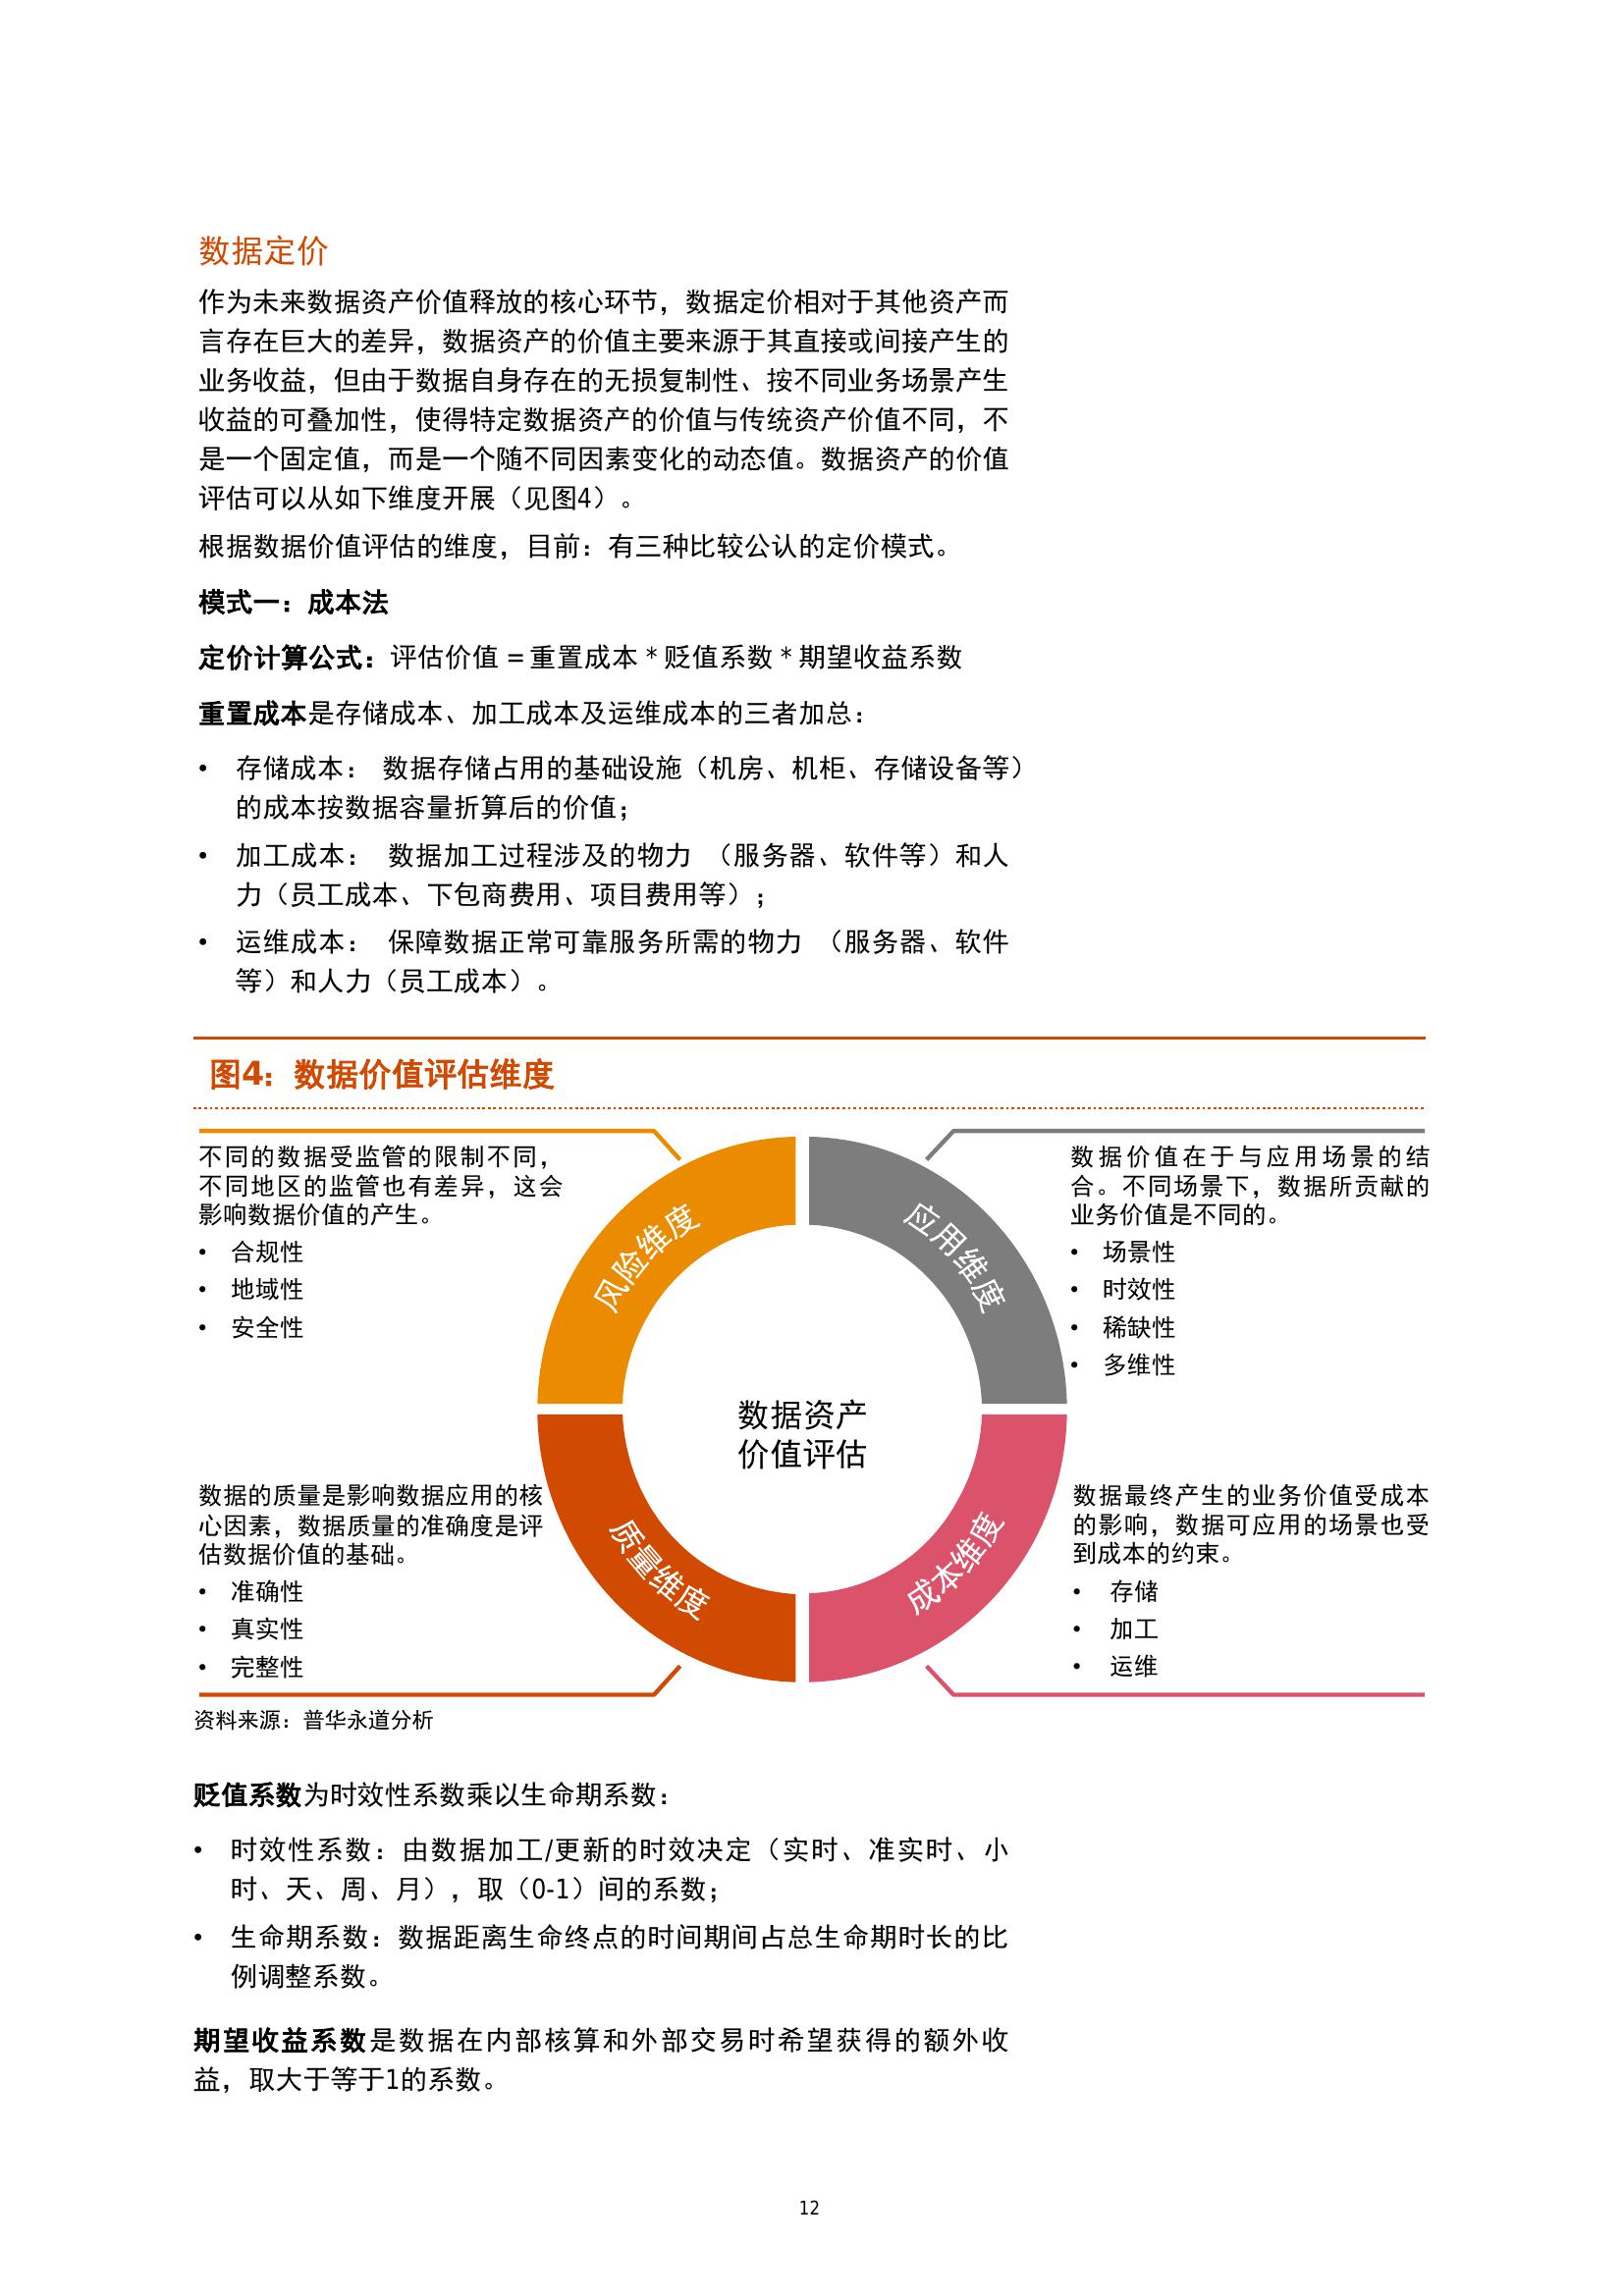 数据定价
作为未来数据资产价值释放的核心环节，数据定价相对于其他资产而
言存在巨大的差异，数据资产的价值主要来源于其直接或间接产生的
业务收益，但由于数据自身存在的无损复制性、按不同业务场景产生
收益的可叠加性，使得特定数据资产的价值与传统资产价值不同，不
是一个固定值，而是一个随不同因素变化的动态值。数据资产的价值
评估可以从如下维度开展（见图4）。
根据数据价值评估的维度，目前：有三种比较公认的定价模式。
模式一：成本法
定价计算公式：评估价值 = 重置成本 * 贬值系数 * 期望收益系数
重置成本是存储成本、加工成本及运维成本的三者加总：
• 存储成本： 数据存储占用的基础设施（机房、机柜、存储设备等）
的成本按数据容量折算后的价值；
• 加工成本： 数据加工过程涉及的物力 （服务器、软件等）和人
力（员工成本、下包商费用、项目费用等）；
• 运维成本： 保障数据正常可靠服务所需的物力 （服务器、软件
等）和人力（员工成本）。
图4：数据价值评估维度
不同的数据受监管的限制不同，
不同地区的监管也有差异，这会
影响数据价值的产生。
• 合规性
• 地域性
• 安全性
风险维度
应用维度
数据价值在于与应用场景的结
合。不同场景下，数据所贡献的
业务价值是不同的。
• 场景性
• 时效性
• 稀缺性
• 多维性
数据资产
价值评估
数据的质量是影响数据应用的核
心因素，数据质量的准确度是评
估数据价值的基础。
• 准确性
• 真实性
• 完整性
质量维度
成本维度
数据最终产生的业务价值受成本
的影响，数据可应用的场景也受
到成本的约束。
• 存储
• 加工
• 运维
资料来源：普华永道分析
贬值系数为时效性系数乘以生命期系数：
• 时效性系数：由数据加工/更新的时效决定（实时、准实时、小
时、天、周、月），取（0-1）间的系数；
• 生命期系数：数据距离生命终点的时间期间占总生命期时长的比
例调整系数。
期望收益系数是数据在内部核算和外部交易时希望获得的额外收
益，取大于等于1的系数。
12